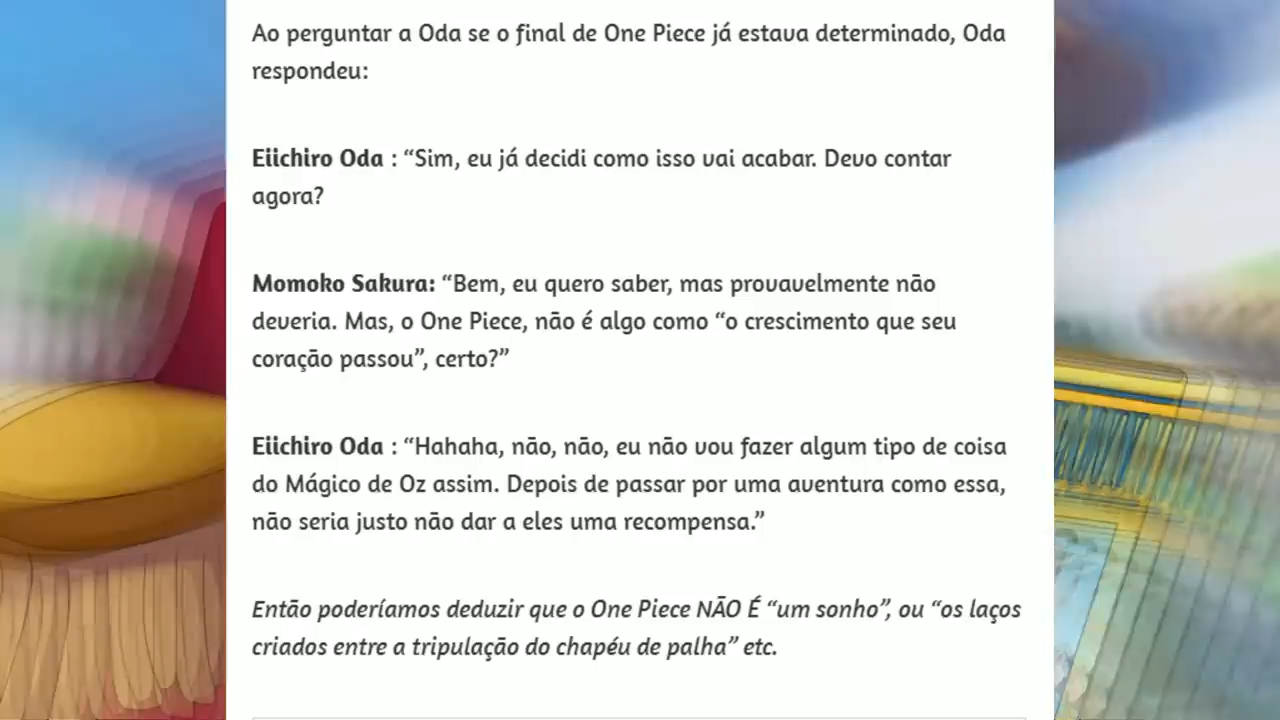 Ao perguntar a Oda se o final de One Piece já estava determinado, Oda
respondeu:
Eiichiro Oda : “Sim, eu já decidi como isso vai acabar. Devo contar
agora?
Momoko Sakura: “Bem, eu quero saber, mas provavelmente não
deveria. Mas, o One Piece, não é algo como “o crescimento que seu
coração passou”, certo?”
Eiichiro Oda : “Hahaha, não, não, eu não vou fazer algum tipo de coisa
do Mágico de Oz assim. Depois de passar por uma aventura como essa,
não seria justo não dar a eles uma recompensa.”
Então poderíamos deduzir que o One Piece NÃO É “um sonho”, ou “os laços
criados entre a tripulação do chapéu de palha” etc.